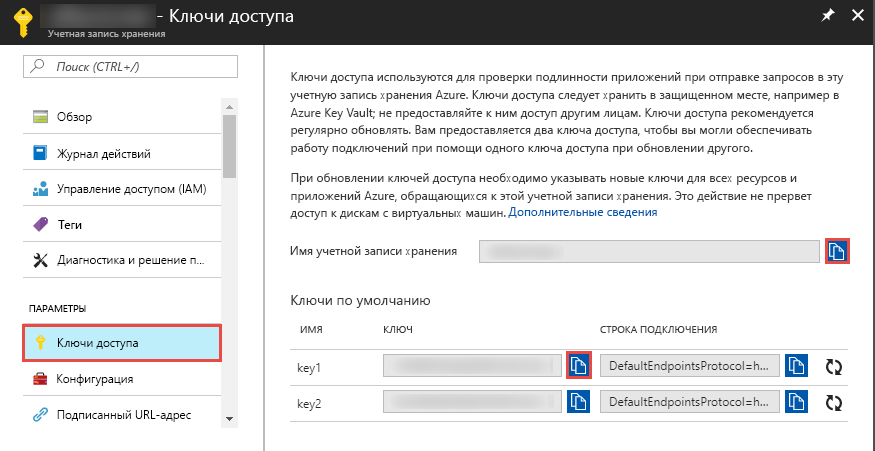 - Ключи доступа
Учетная запись хранения
Поиск (CTRL+/)
Обзор
Журнал действий
Управление доступом (IAM)
Теги
Диагностика и решение п...
ПАРАМЕТРЫ
Ключи доступа
Конфигурация
Подписанный URL-адрес
Ключи доступа используются для проверки подлинности приложений при отправке запросов в эту
учетную запись хранения Azure. Ключи доступа следует хранить в защищенном месте, например в
Azure Key Vault; не предоставляйте к ним доступ другим лицам. Ключи доступа рекомендуется
регулярно обновлять. Вам предоставляется два ключа доступа, чтобы вы могли обеспечивать
работу подключений при помощи одного ключа доступа при обновлении другого.
При обновлении ключей доступа необходимо указывать новые ключи для всех ресурсов и
приложений Azure, обращающихся к этой учетной записи хранения. Это действие не прервет
доступ к дискам с виртуальных машин. Дополнительные сведения
Имя учетной записи хранения
Ключи по умолчанию
ИМЯ КЛЮЧ СТРОКА ПОДКЛЮЧЕНИЯ
key1 DefaultEndpointsProtocol=h...
key2 DefaultEndpointsProtocol=h...